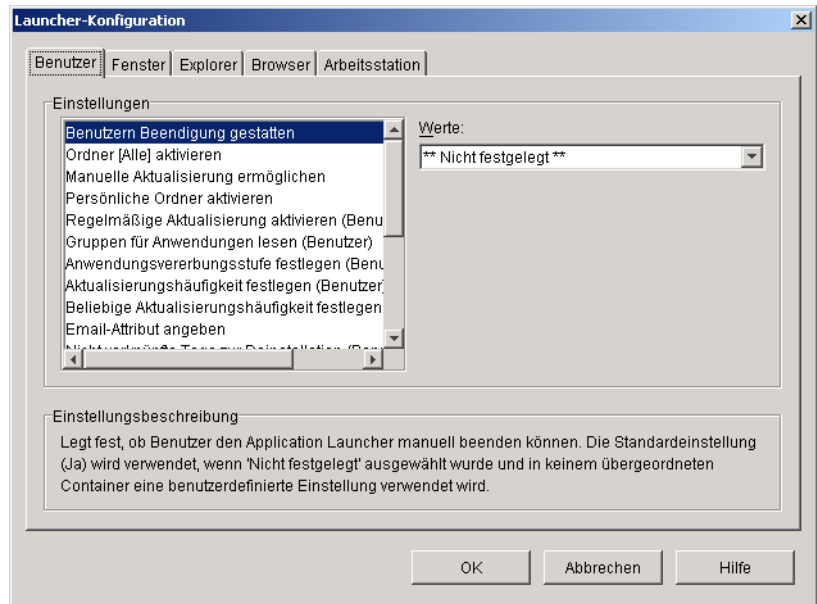 Launcher-Konfiguration
Benutzer Fenster Explorer Browser Arbeitsstation
Einstellungen
Benutzern Beendigung gestatten
Ordner [Alle] aktivieren
Manuelle Aktualisierung ermöglichen
Persönliche Ordner aktivieren
Regelmäßige Aktualisierung aktivieren (Benu
Gruppen für Anwendungen lesen (Benutzer)
Anwendungsvererbungsstufe festlegen (Benu
Aktualisierungshäufigkeit festlegen (Benutzer)
Beliebige Aktualisierungshäufigkeit festlegen
Email-Attribut angeben
Werte:
** Nicht festgelegt **
Einstellungsbeschreibung
Legt fest, ob Benutzer den Application Launcher manuell beenden können. Die Standardeinstellung
(Ja) wird verwendet, wenn 'Nicht festgelegt' ausgewählt wurde und in keinem übergeordneten
Container eine benutzerdefinierte Einstellung verwendet wird.
OK Abbrechen Hilfe